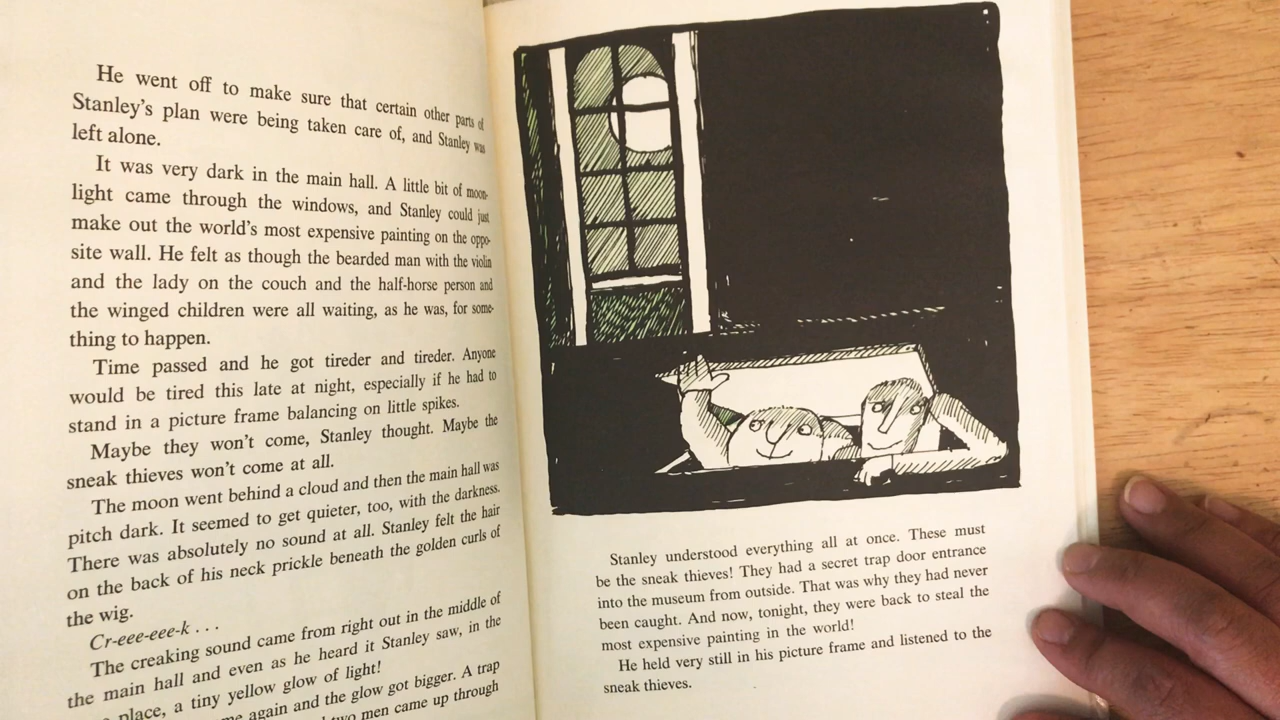 He went off to make sure that certain other parts of
Stanley's plan were being taken care of, and Stanley was
left alone.
It was very dark in the main hall. A little bit of moon-
light came through the windows, and Stanley could just
make out the world's most expensive painting on the oppo-
site wall. He felt as though the bearded man with the violin
and the lady on the couch and the half-horse person and
the winged children were all waiting, as he was, for some-
thing to happen.
Time passed and he got tireder and tireder. Anyone
would be tired this late at night, especially if he had to
stand in a picture frame balancing on little spikes.
Maybe they won't come, Stanley thought. Maybe the
sneak thieves won't come at all.
The moon went behind a cloud and then the main hall was
pitch dark. It seemed to get quieter, too, with the darkness.
There was absolutely no sound at all. Stanley felt the hair
on the back of his neck prickle beneath the golden curls of
the wig.
Cr-eee-eee-k . . .
The creaking sound came from right out in the middle of
the main hall and even as he heard it Stanley saw, in the
place, a tiny yellow glow of light!
again and the glow got bigger. A trap
two men came up through
Stanley understood everything all at once. These must
be the sneak thieves! They had a secret trap door entrance
into the museum from outside. That was why they had never
been caught. And now, tonight, they were back to steal the
most expensive painting in the world!
He held very still in his picture frame and listened to the
sneak thieves.